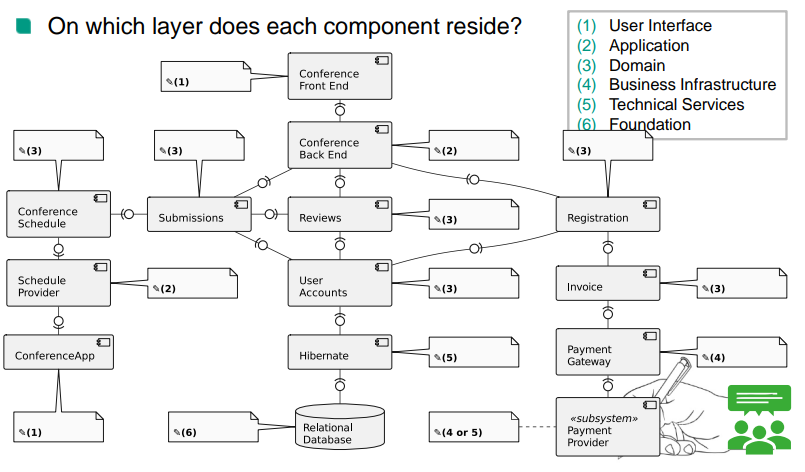 On which layer does each component reside?
(1) User Interface
(2) Application
(3) Domain
(4) Business Infrastructure
(5) Technical Services
(6) Foundation
✎(1)
Conference
Front End
✎(3)
✎(3)
Conference
Back End
✎(2)
✎(3)
Conference
Schedule
Submissions
Reviews
✎(3)
Registration
Schedule
Provider
✎(2)
User
Accounts
✎(3)
Invoice
✎(3)
ConferenceApp
Hibernate
✎(5)
Payment
Gateway
✎(4)
✎(1)
✎(6)
Relational
Database
✎(4 or 5)
«subsystem»
Payment
Provider